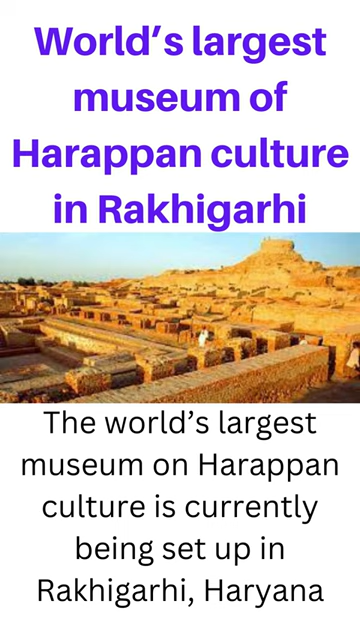 World’s largest
museum of
Harappan culture
in Rakhigarhi
The world’s largest
museum on Harappan
culture is currently
being set up in
Rakhigarhi, Haryana